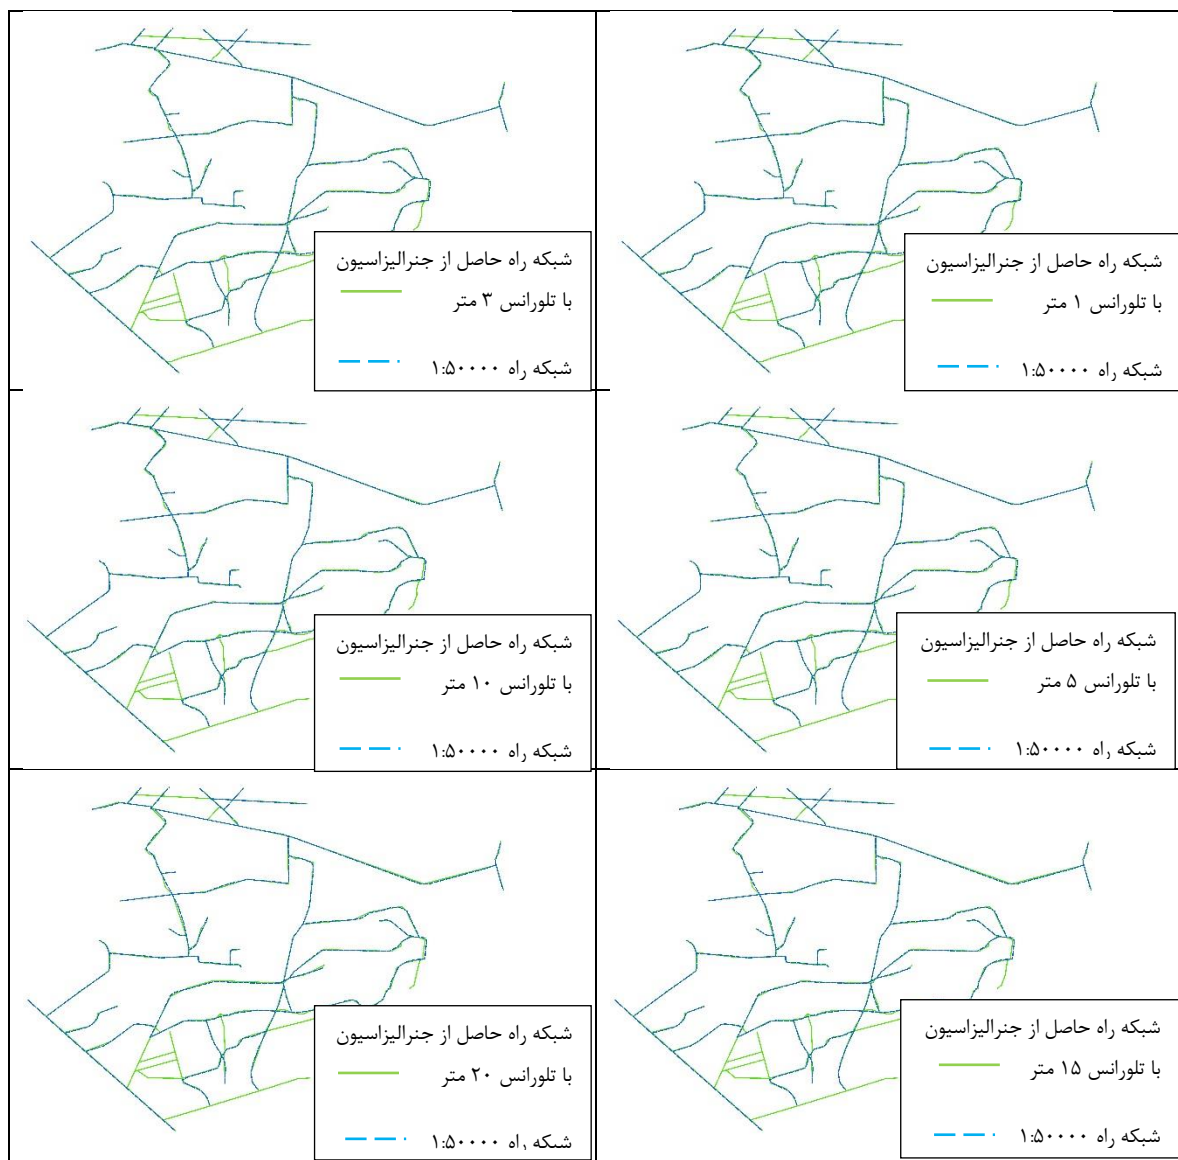 شبکه راه حاصل از جنرالیزاسیون
با تلورانس ۱ متر
شبکه راه ۱:۵۰۰۰۰
شبکه راه حاصل از جنرالیزاسیون
با تلورانس ۳ متر
شبکه راه ۱:۵۰۰۰۰
شبکه راه حاصل از جنرالیزاسیون
با تلورانس ۵ متر
شبکه راه ۱:۵۰۰۰۰
شبکه راه حاصل از جنرالیزاسیون
با تلورانس ۱۰ متر
شبکه راه ۱:۵۰۰۰۰
شبکه راه حاصل از جنرالیزاسیون
با تلورانس ۱۵ متر
شبکه راه ۱:۵۰۰۰۰
شبکه راه حاصل از جنرالیزاسیون
با تلورانس ۲۰ متر
شبکه راه ۱:۵۰۰۰۰